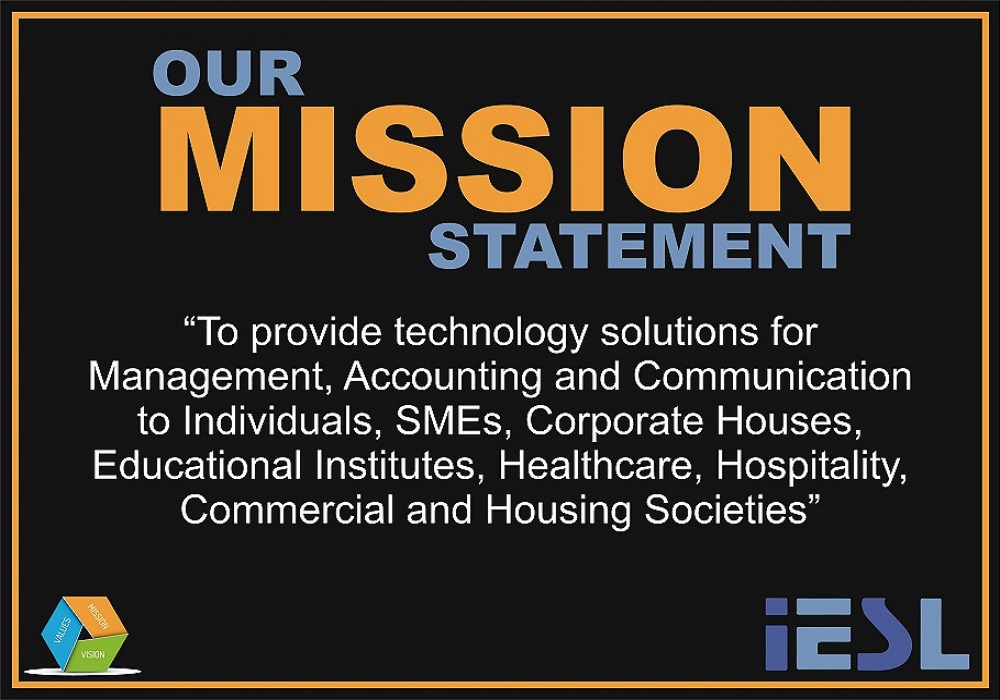 OUR
MISSION
STATEMENT
“To provide technology solutions for
Management, Accounting and Communication
to Individuals, SMEs, Corporate Houses,
Educational Institutes, Healthcare, Hospitality,
Commercial and Housing Societies”
VALUES
MISSION
VISION
iESL